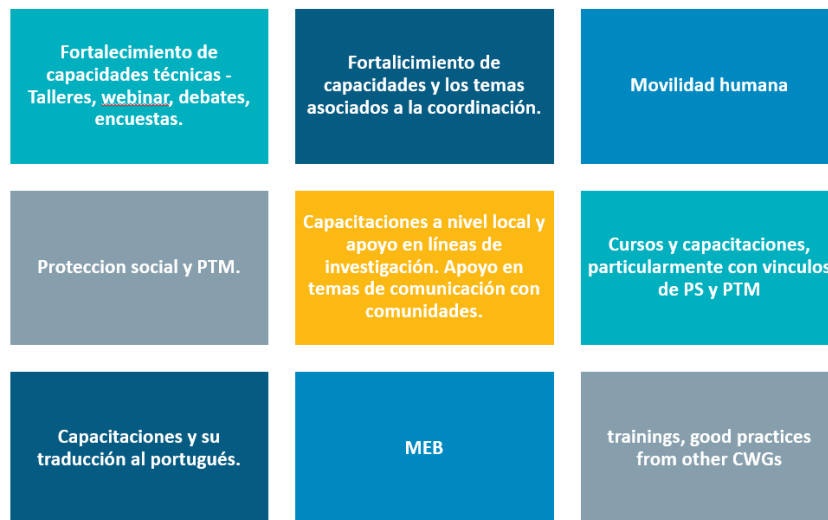 Fortalecimiento de
capacidades técnicas -
Talleres, webinar, debates,
encuestas.
Fortalicimiento de
capacidades y los temas
asociados a la coordinación.
Movilidad humana
Proteccion social y PTM.
Capacitaciones a nivel local y
apoyo en líneas de
investigación. Apoyo en
temas de comunicación con
comunidades.
Cursos y capacitaciones,
particularmente con vinculos
de PS y PTM
Capacitaciones y su
traducción al portugués.
MEB
trainings, good practices
from other CWGs